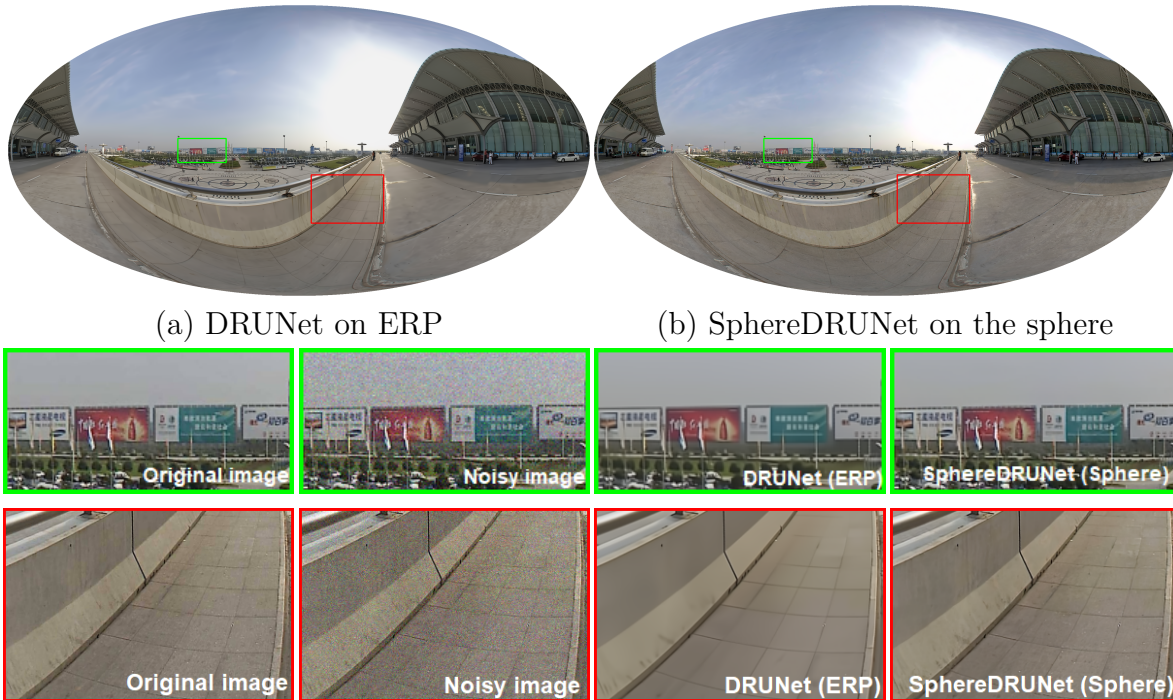 (a) DRUNet on ERP
(b) SphereDRUNet on the sphere
Original image
Noisy image
DRUNet (ERP)
SphereDRUNet (Sphere)
Original image
Noisy image
DRUNet (ERP)
SphereDRUNet (Sphere)